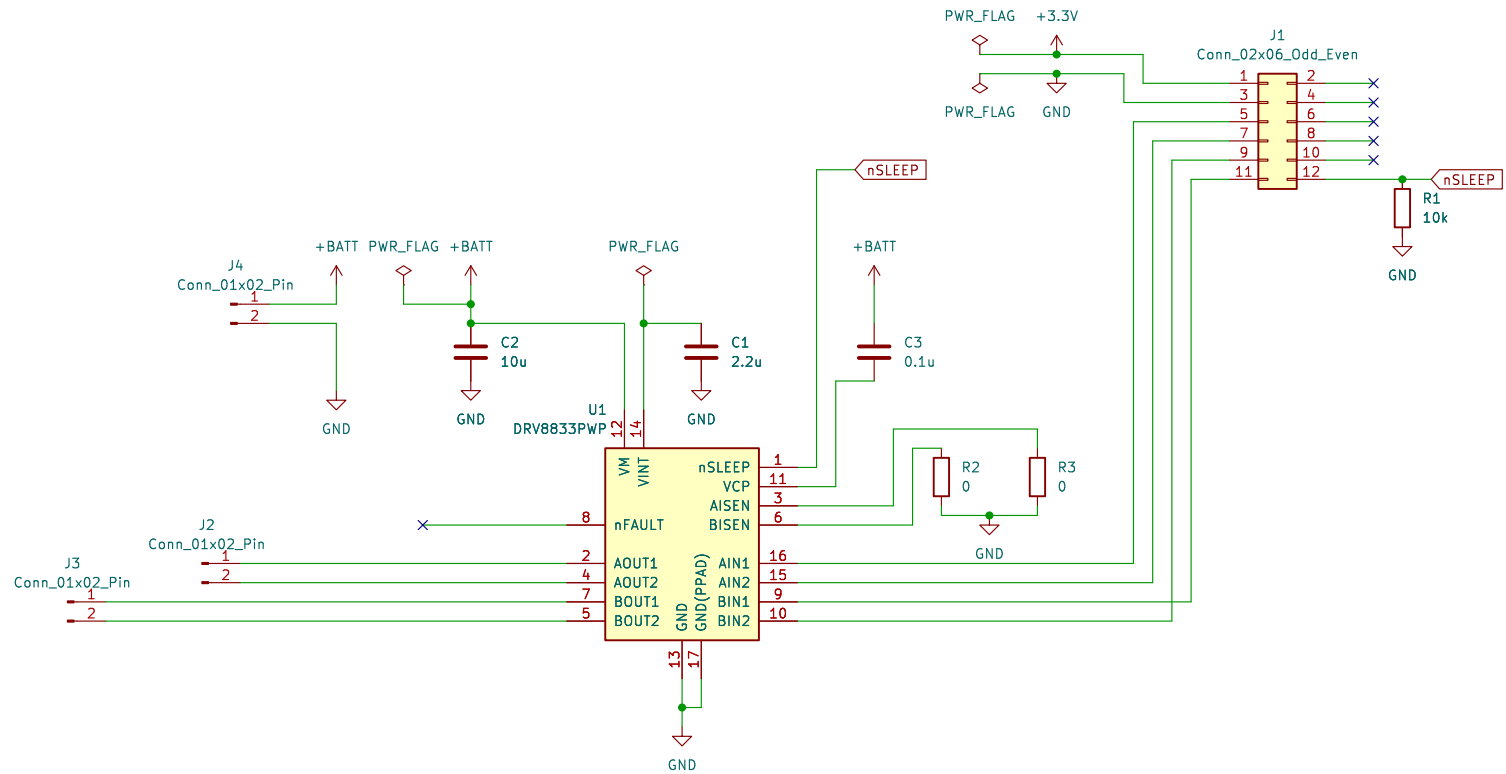 PWR_FLAG +3.3V
J1
Conn_02x06_Odd_Even
1 2
3 4
PWR_FLAG GND
5 6
7 8
9 10
11 12
nSLEEP
nSLEEP
R1
10k
GND
+BATT PWR_FLAG +BATT
PWR_FLAG
+BATT
J4
Conn_01x02_Pin
1
2
GND
C2
10u
GND
C1
2.2u
GND
C3
0.1u
U1
DRV8833PWP
12 14
VM VINT
nSLEEP 1
VCP 11
AISEN 3
BISEN 6
R2
0
R3
0
GND
8 nFAULT
J2
Conn_01x02_Pin
1
2
J3
Conn_01x02_Pin
1
2
2 AOUT1
4 AOUT2
7 BOUT1
5 BOUT2
GND GND(PPAD)
AIN1 16
AIN2 15
BIN1 9
BIN2 10
13 17
GND